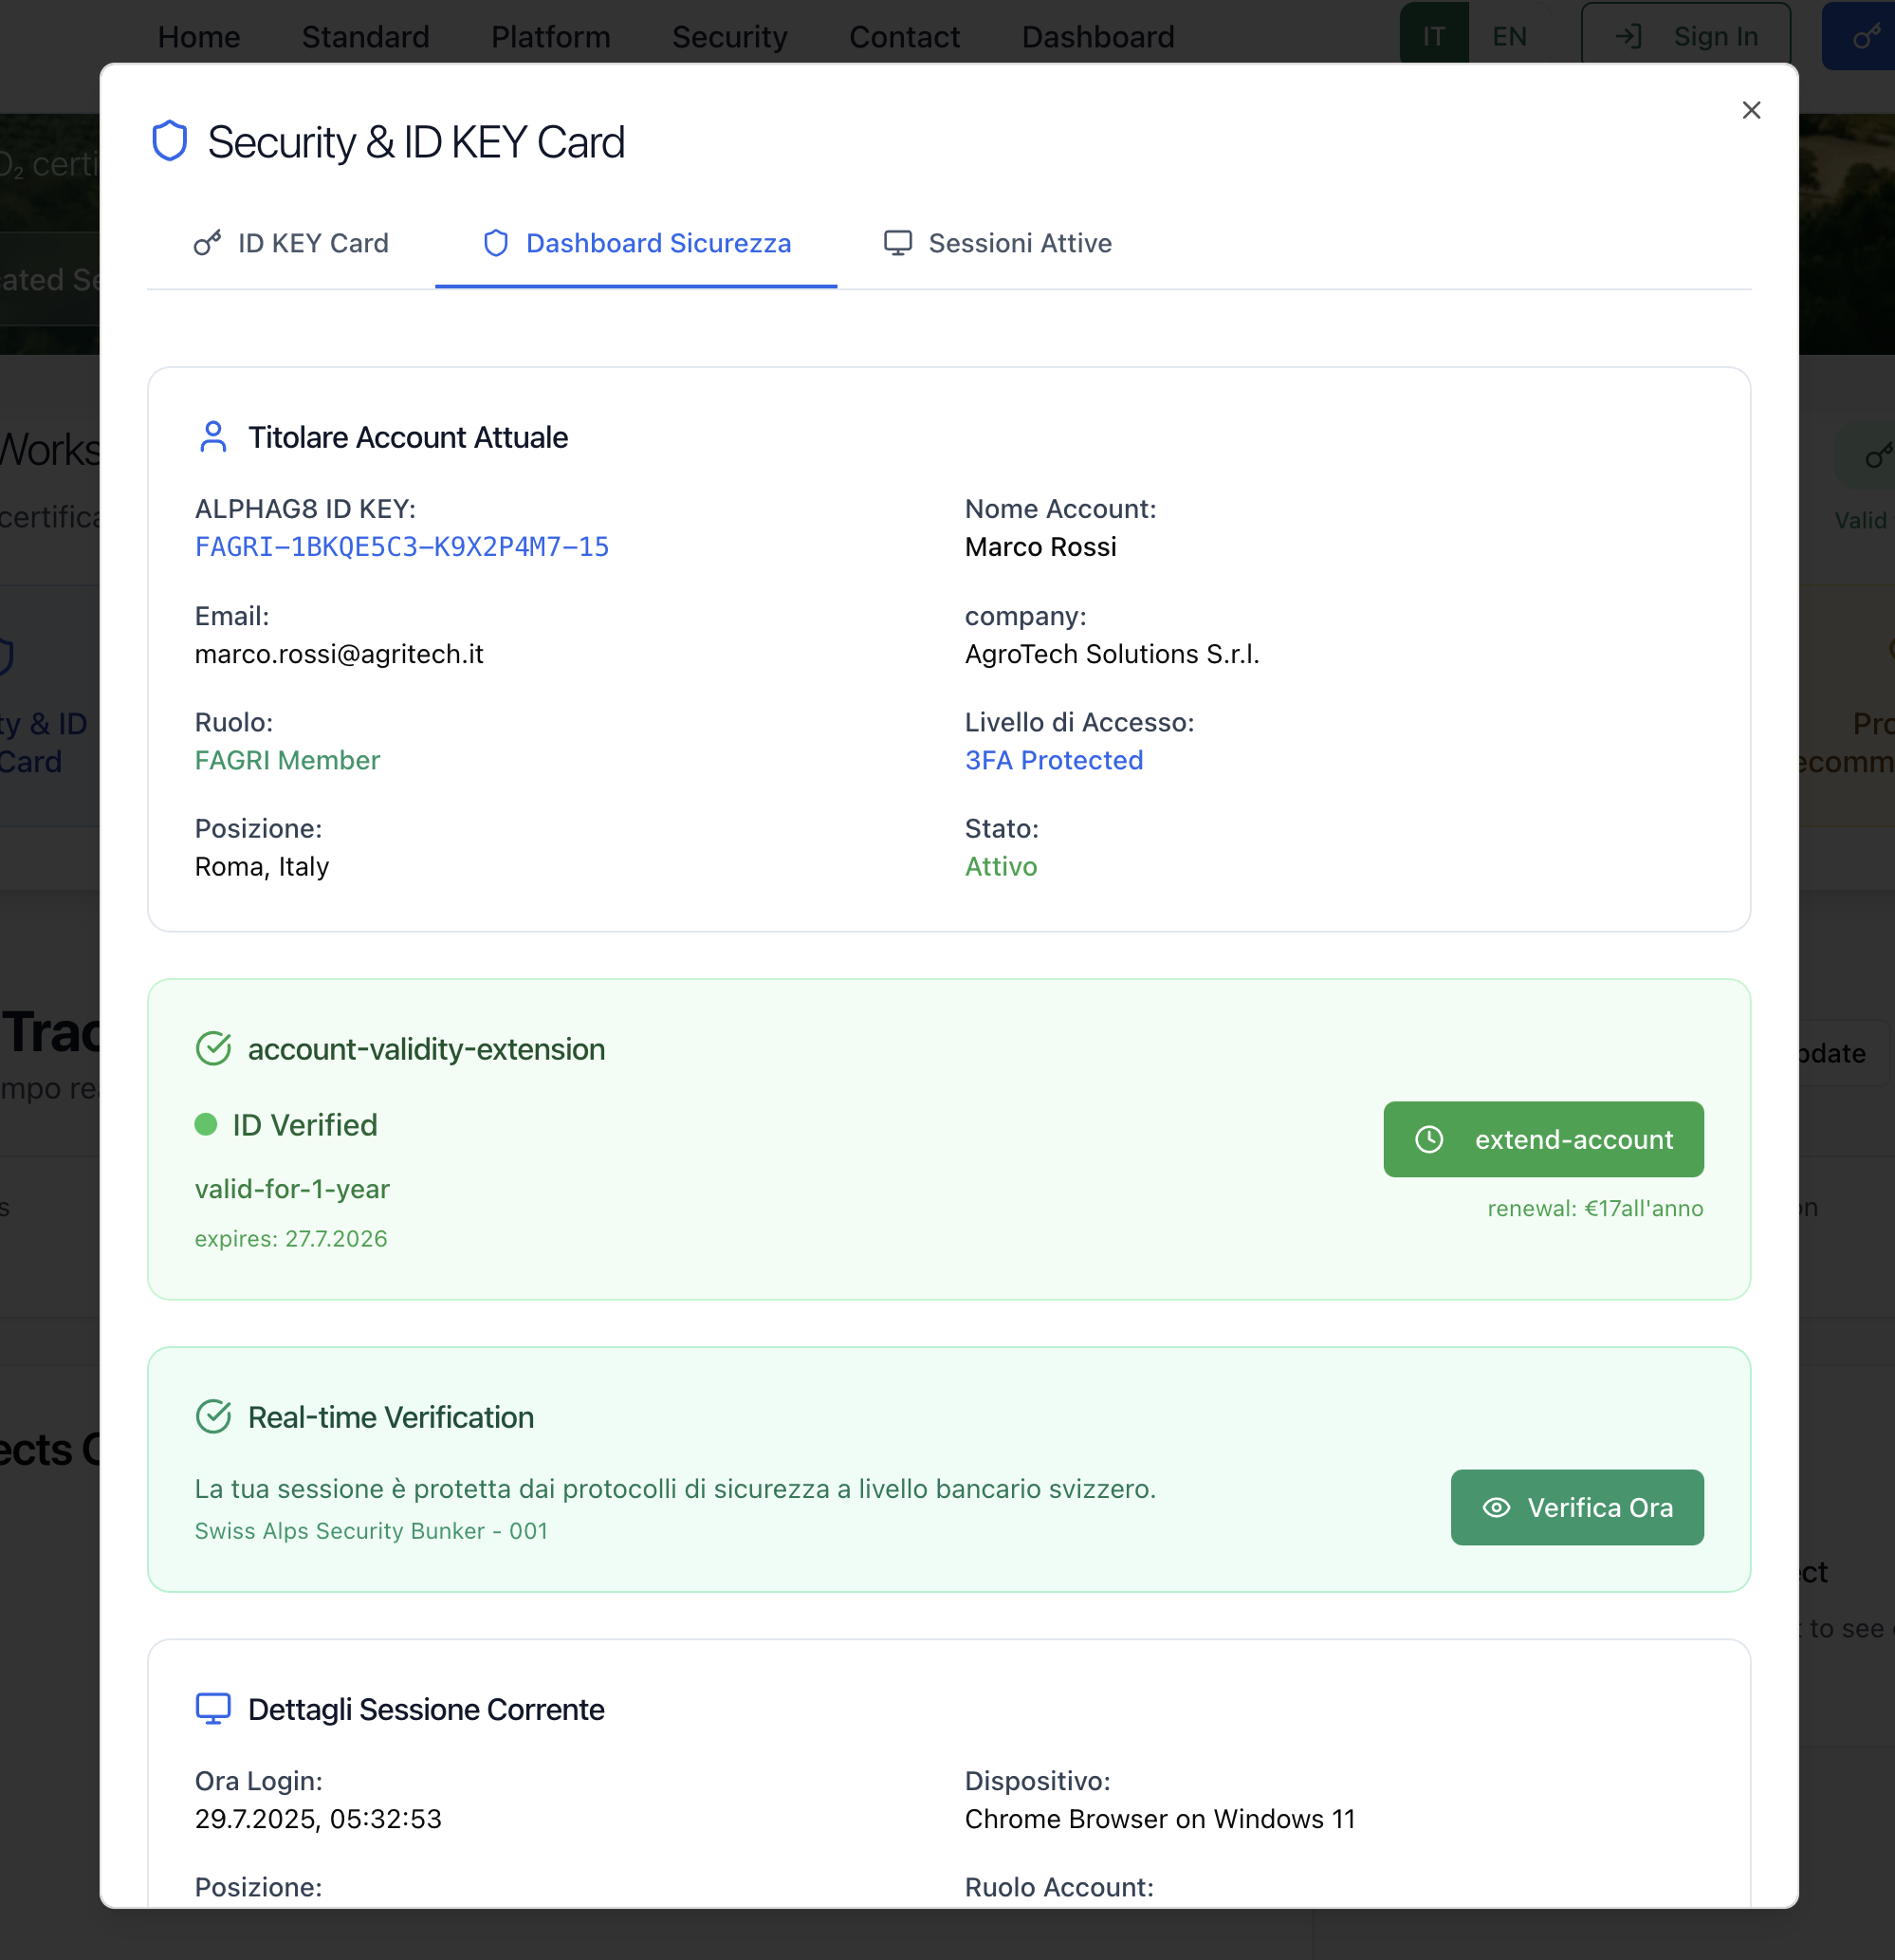 Home Standard Platform Security Contact Dashboard IT EN Sign In
Security & ID KEY Card
ID KEY Card Dashboard Sicurezza Sessioni Attive
Titolare Account Attuale
ALPHAG8 ID KEY: Nome Account:
FAGRI-1BKQE5C3-K9X2P4M7-15 Marco Rossi
Email: company:
marco.rossi@agritech.it AgroTech Solutions S.r.l.
Ruolo: Livello di Accesso:
FAGRI Member 3FA Protected
Posizione: Stato:
Roma, Italy Attivo
account-validity-extension
ID Verified
extend-account
valid-for-1-year
renewal: €17all'anno
expires: 27.7.2026
Real-time Verification
La tua sessione è protetta dai protocolli di sicurezza a livello bancario svizzero.
Verifica Ora
Swiss Alps Security Bunker - 001
Dettagli Sessione Corrente
Ora Login: Dispositivo:
29.7.2025, 05:32:53 Chrome Browser on Windows 11
Posizione: Ruolo Account:
Valid
& ID
Card
to see